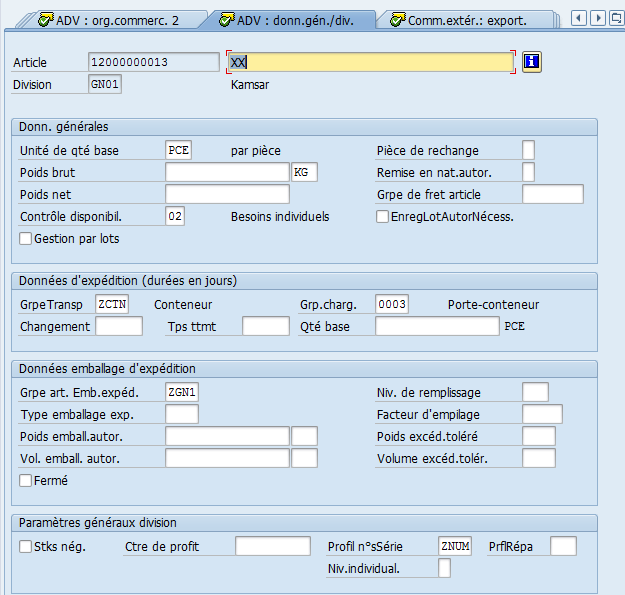 ADV : org.commerc. 2 ADV : donn.gén./div. Comm.extér.: export.
Article 12000000013 XX
Division GN01 Kamsar
Donn. générales
Unité de qté base PCE par pièce Pièce de rechange
Poids brut KG Remise en nat.autor.
Poids net Grpe de fret article
Contrôle disponibil. 02 Besoins individuels EnregLotAutorNécess.
Gestion par lots
Données d'expédition (durées en jours)
GrpeTransp ZCTN Conteneur Grp.charg. 0003 Porte-conteneur
Changement Tps ttmt Qté base PCE
Données emballage d'expédition
Grpe art. Emb.expéd. ZGN1 Niv. de remplissage
Type emballage exp. Facteur d'empilage
Poids emball.autor. Poids excéd.toléré
Vol. emball. autor. Volume excéd.tolér.
Fermé
Paramètres généraux division
Stks nég. Ctre de profit Profil n°sSérie ZNUM PrflRépa
Niv.individual.